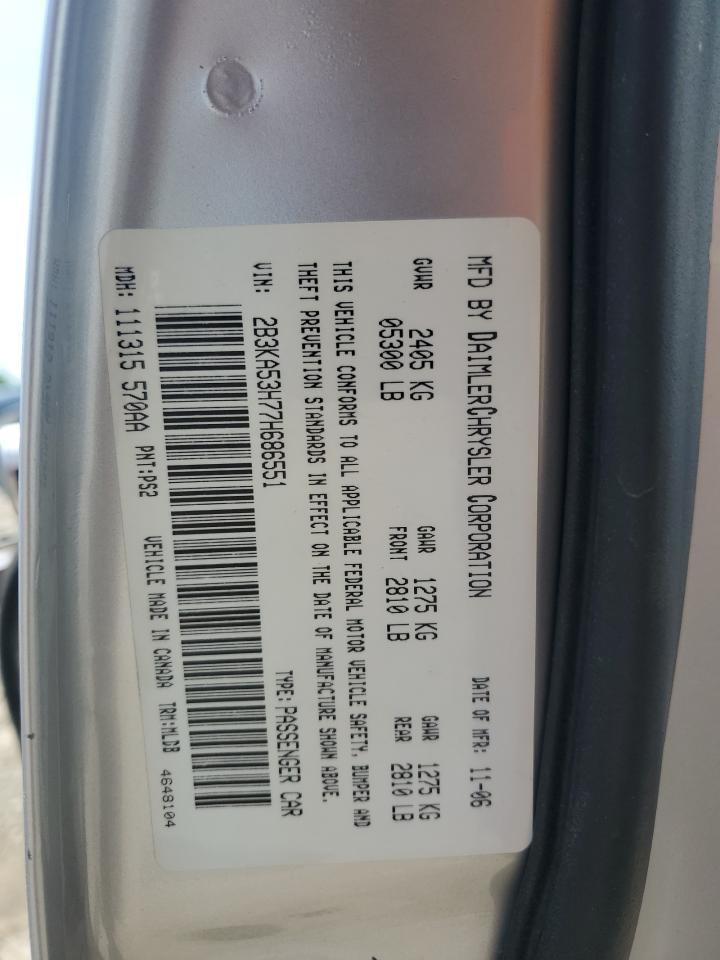 MFD BY DAIMLERCHRYSLER CORPORATION DATE OF MFR: 11-06
GVWR 2405 KG GAWR 1275 KG GAWR 1275 KG
05300 LB FRONT 2810 LB REAR 2810 LB
THIS VEHICLE CONFORMS TO ALL APPLICABLE FEDERAL MOTOR VEHICLE SAFETY, BUMPER AND
THEFT PREVENTION STANDARDS IN EFFECT ON THE DATE OF MANUFACTURE SHOWN ABOVE.
VIN: 2B3KA53H77H686551 TYPE: PASSENGER CAR
MDH: 111315 570AA PNT:PS2 VEHICLE MADE IN CANADA TRM:MLDB 4648104